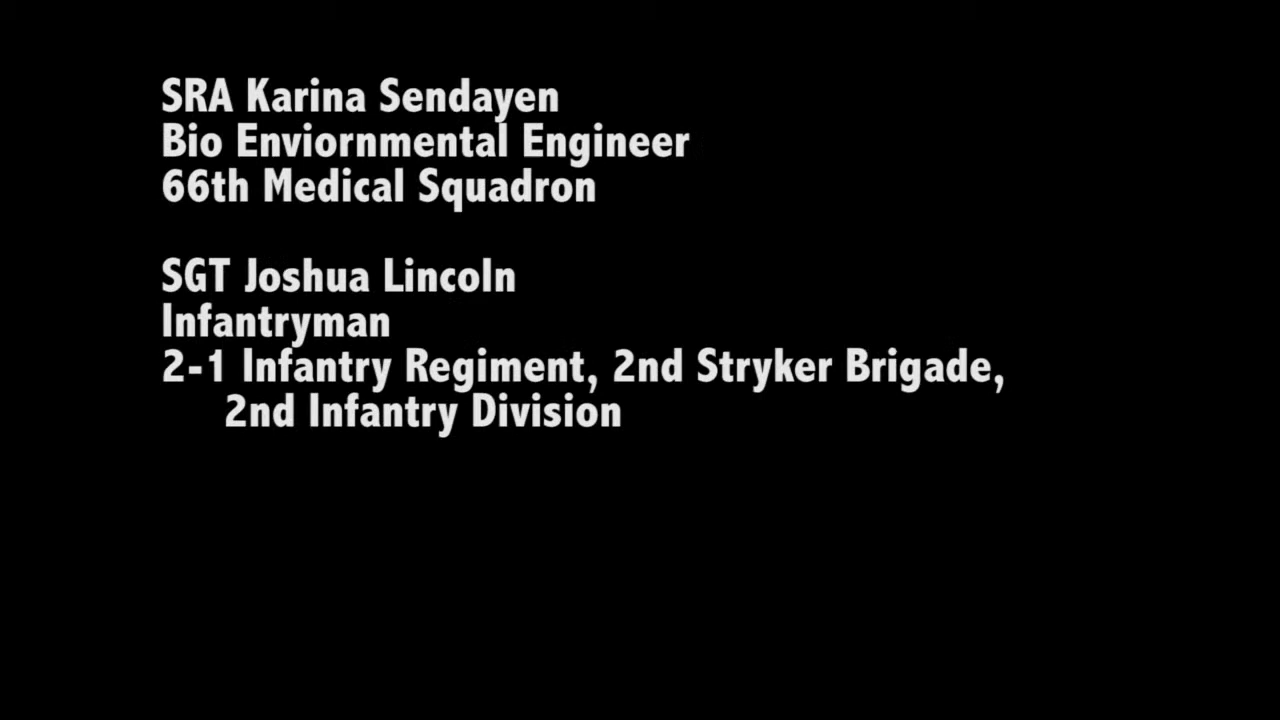 SRA Karina Sendayen
Bio Enviornmental Engineer
66th Medical Squadron
SGT Joshua Lincoln
Infantryman
2-1 Infantry Regiment, 2nd Stryker Brigade,
2nd Infantry Division